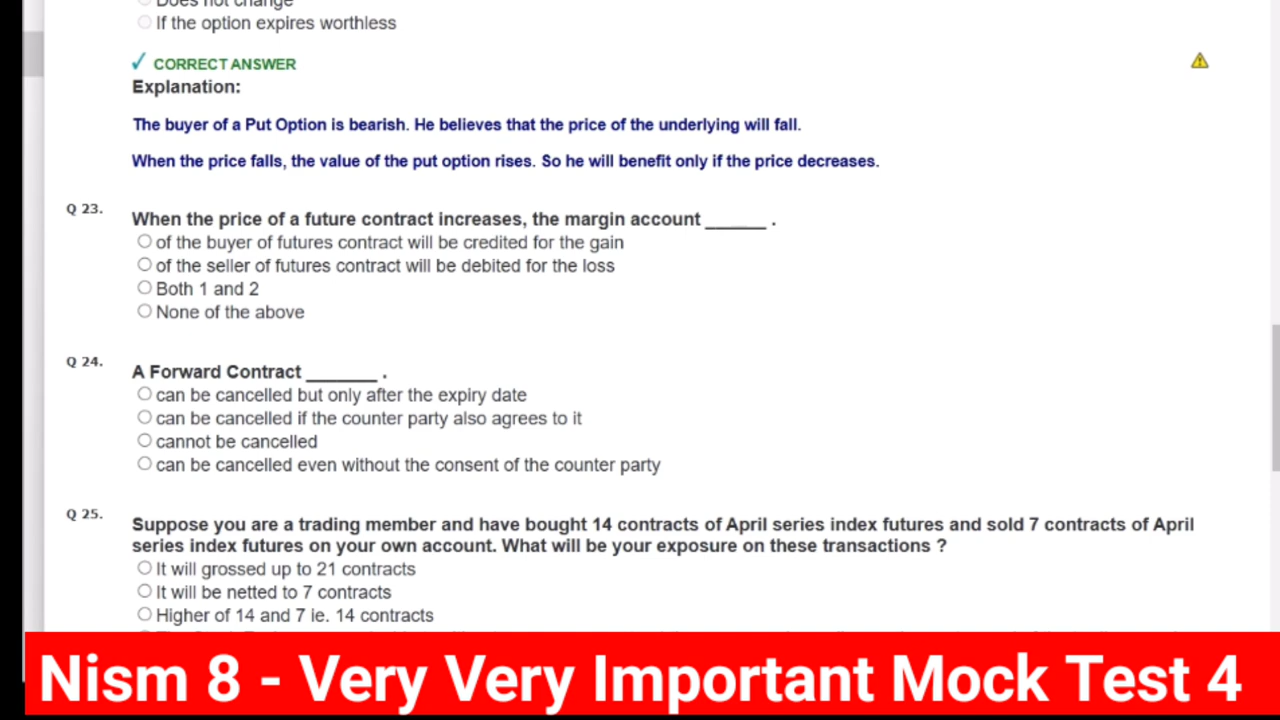 Does not change
If the option expires worthless
✓ CORRECT ANSWER
Explanation:
The buyer of a Put Option is bearish. He believes that the price of the underlying will fall.
When the price falls, the value of the put option rises. So he will benefit only if the price decreases.
Q 23.
When the price of a future contract increases, the margin account ______ .
of the buyer of futures contract will be credited for the gain
of the seller of futures contract will be debited for the loss
Both 1 and 2
None of the above
Q 24.
A Forward Contract _______ .
can be cancelled but only after the expiry date
can be cancelled if the counter party also agrees to it
cannot be cancelled
can be cancelled even without the consent of the counter party
Q 25.
Suppose you are a trading member and have bought 14 contracts of April series index futures and sold 7 contracts of April
series index futures on your own account. What will be your exposure on these transactions ?
It will grossed up to 21 contracts
It will be netted to 7 contracts
Higher of 14 and 7 ie. 14 contracts
Nism 8 - Very Very Important Mock Test 4